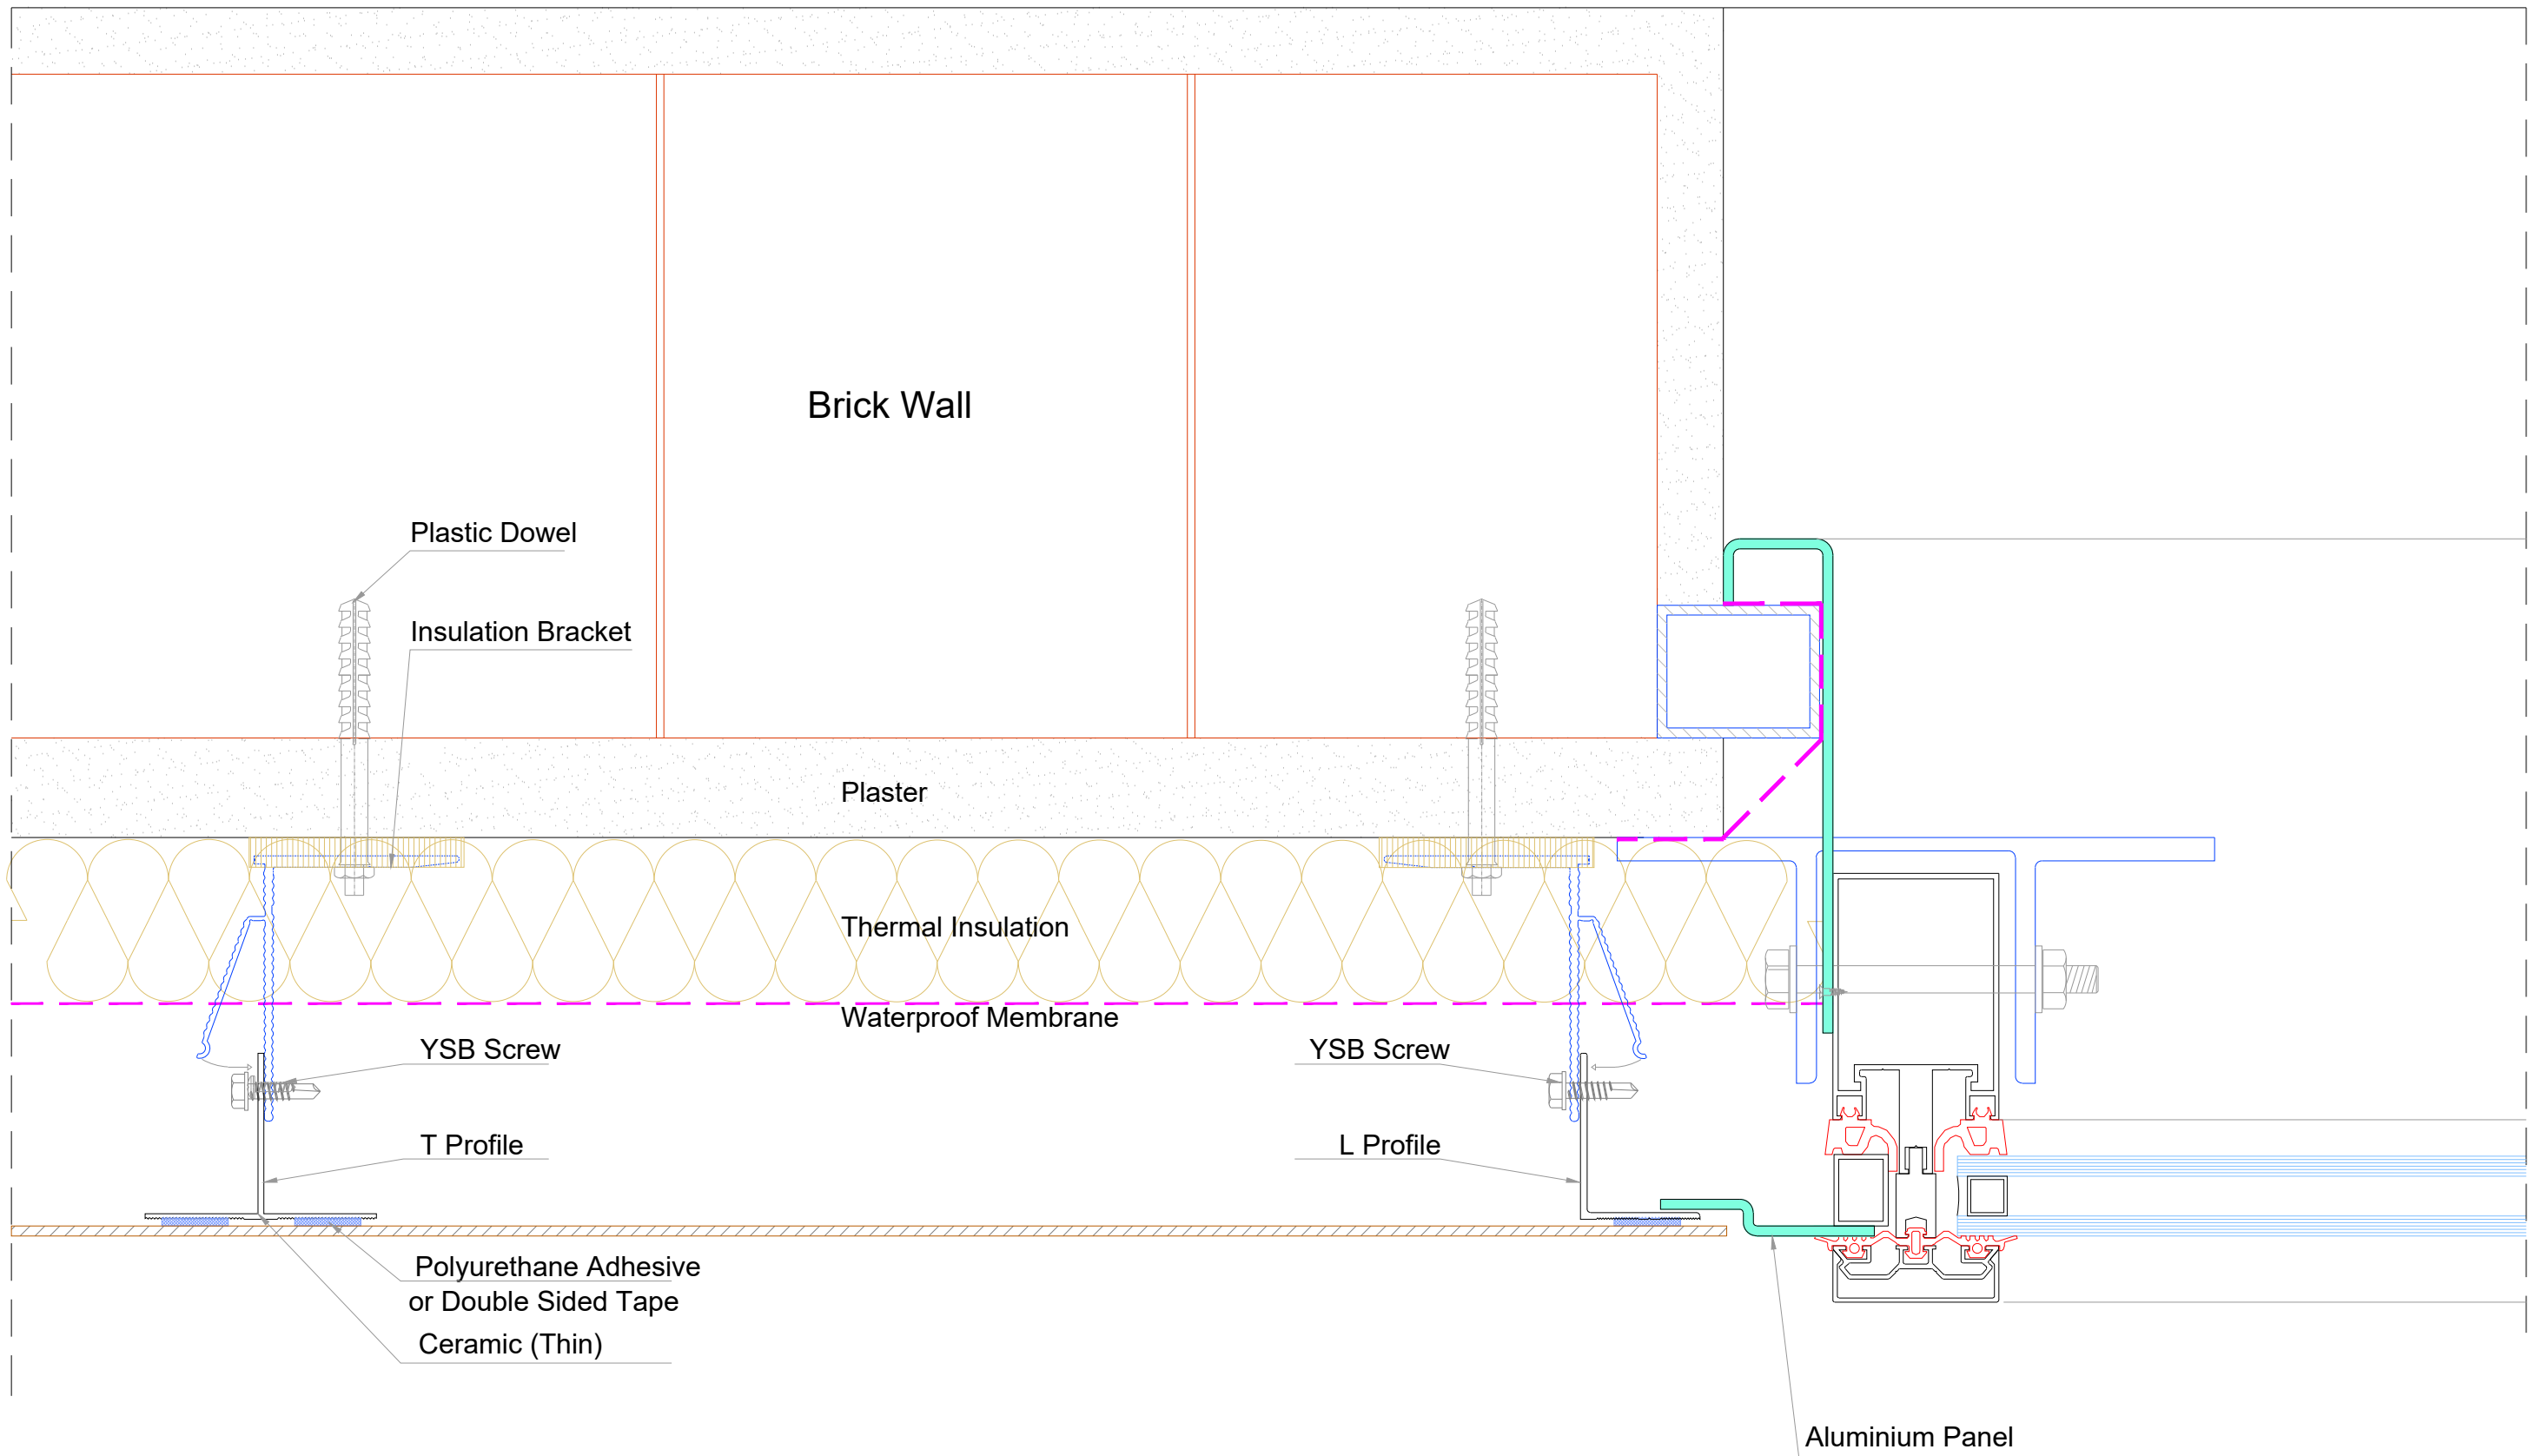 Brick Wall
Plastic Dowel
Insulation Bracket
Plaster
Thermal Insulation
Waterproof Membrane
YSB Screw
YSB Screw
T Profile
L Profile
Polyurethane Adhesive
or Double Sided Tape
Ceramic (Thin)
Aluminium Panel